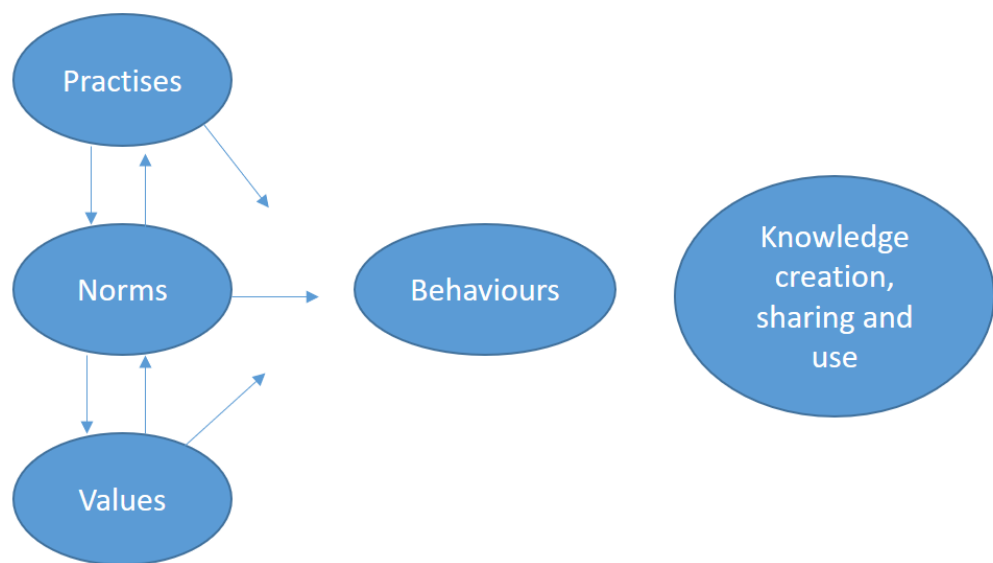 Practises
Norms
Values
Behaviours
Knowledge
creation,
sharing and
use